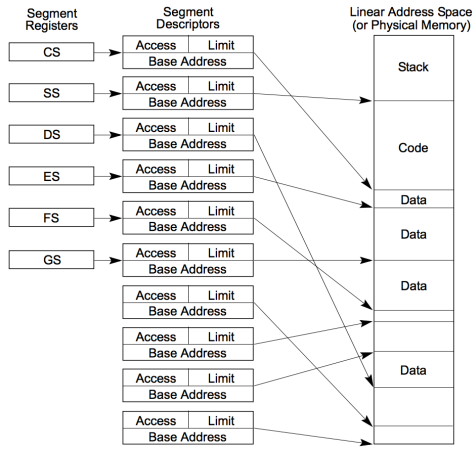 Segment Registers
Segment Descriptors
Linear Address Space (or Physical Memory)
CS
Access Limit
Base Address
Stack
SS
Access Limit
Base Address
DS
Access Limit
Base Address
Code
ES
Access Limit
Base Address
Data
FS
Access Limit
Base Address
Data
GS
Access Limit
Base Address
Data
Access Limit
Base Address
Access Limit
Base Address
Access Limit
Base Address
Data
Access Limit
Base Address